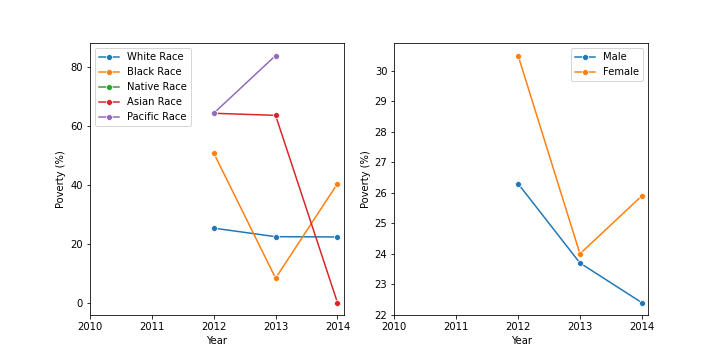 White Race
Black Race
Native Race
Asian Race
Pacific Race
Poverty (%)
80
60
40
20
0
2010 2011 2012 2013 2014
Year
Male
Female
Poverty (%)
30
29
28
27
26
25
24
23
22
2010 2011 2012 2013 2014
Year